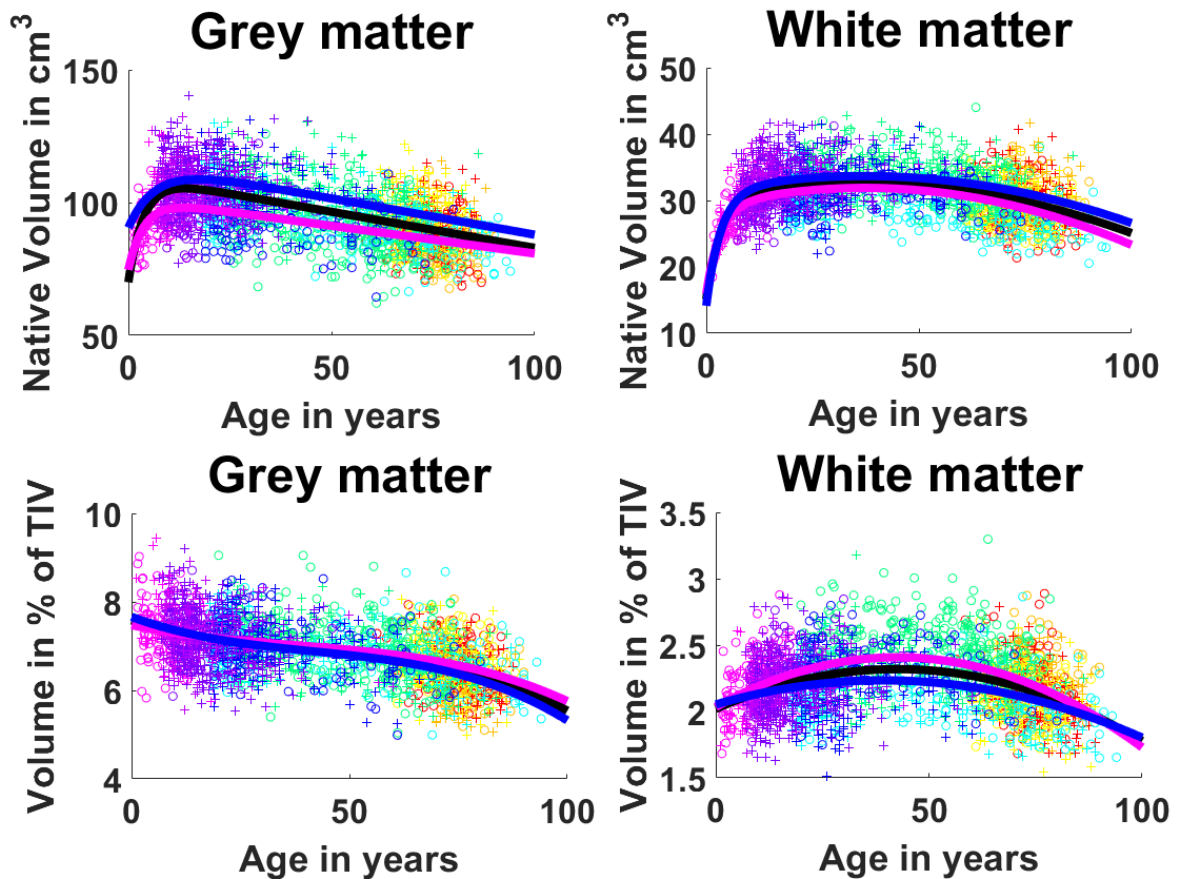 Grey matter
Native Volume in cm³
150
100
50
0
50
100
Age in years
White matter
Native Volume in cm³
50
40
30
20
10
0
50
100
Age in years
Grey matter
Volume in % of TIV
10
8
6
4
0
50
100
Age in years
White matter
Volume in % of TIV
3.5
3
2.5
2
1.5
0
50
100
Age in years